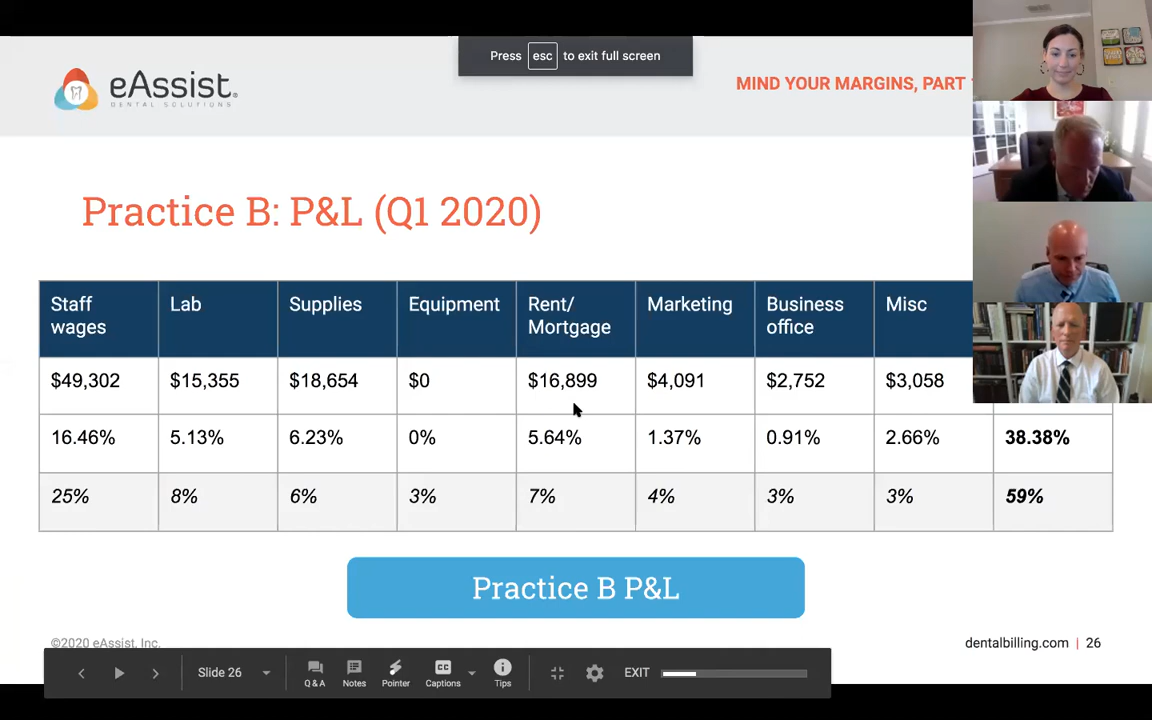 Press esc to exit full screen
eAssist
DENTAL SOLUTIONS
MIND YOUR MARGINS, PART
Practice B: P&L (Q1 2020)
Staff wages Lab Supplies Equipment Rent/ Mortgage Marketing Business office Misc
$49,302 $15,355 $18,654 $0 $16,899 $4,091 $2,752 $3,058
16.46% 5.13% 6.23% 0% 5.64% 1.37% 0.91% 2.66% 38.38%
25% 8% 6% 3% 7% 4% 3% 3% 59%
Practice B P&L
©2020 eAssist, Inc.
dentalbilling.com | 26
Slide 26 Q & A Notes Pointer Captions Tips EXIT